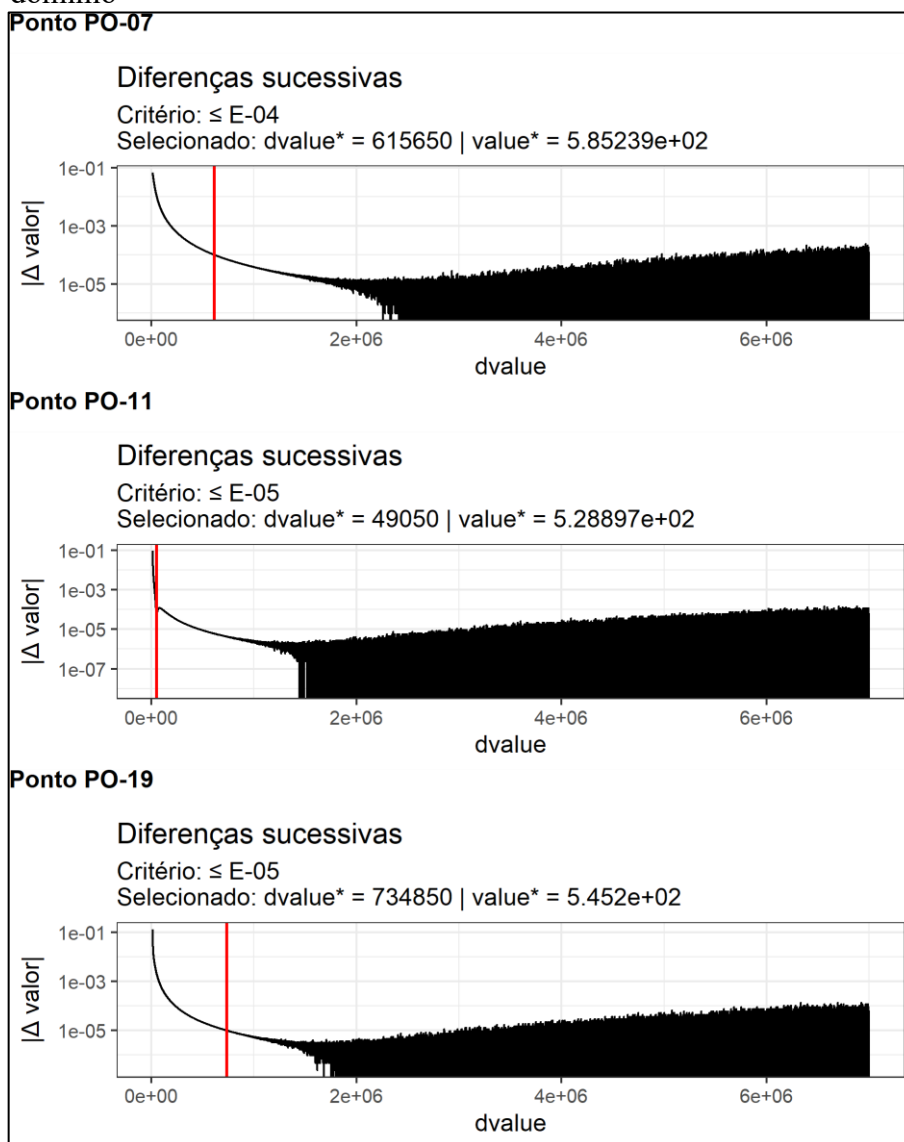 domínio
Ponto PO-07
Diferenças sucessivas
Critério: ≤ E-04
Selecionado: dvalue* = 615650 | value* = 5.85239e+02
1e-01
1e-03
1e-05
|Δ valor|
0e+00 2e+06 4e+06 6e+06
dvalue
Ponto PO-11
Diferenças sucessivas
Critério: ≤ E-05
Selecionado: dvalue* = 49050 | value* = 5.28897e+02
1e-01
1e-03
1e-05
1e-07
|Δ valor|
0e+00 2e+06 4e+06 6e+06
dvalue
Ponto PO-19
Diferenças sucessivas
Critério: ≤ E-05
Selecionado: dvalue* = 734850 | value* = 5.452e+02
1e-01
1e-03
1e-05
|Δ valor|
0e+00 2e+06 4e+06 6e+06
dvalue